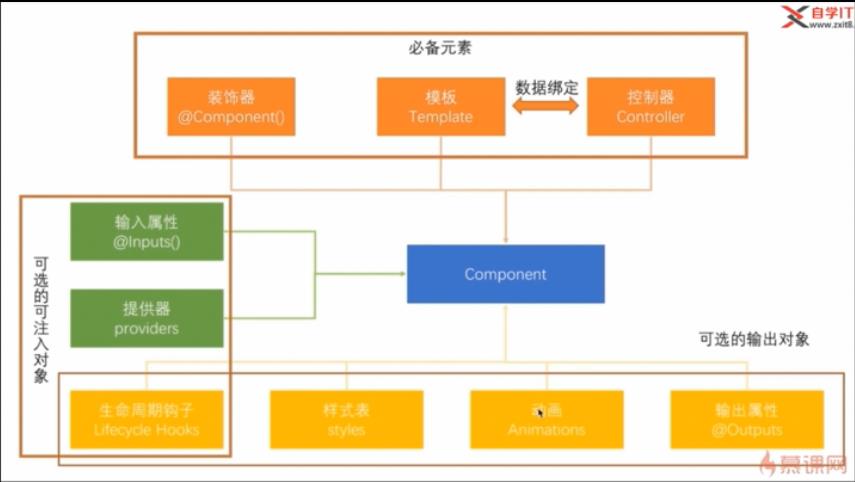 自学IT
www.zxit8.
必备元素
装饰器
@Component()
模板
Template
数据绑定
控制器
Controller
可选的可注入对象
输入属性
@Inputs()
提供器
providers
Component
可选的输出对象
生命周期钩子
Lifecycle Hooks
样式表
styles
动画
Animations
输出属性
@Outputs
慕课网